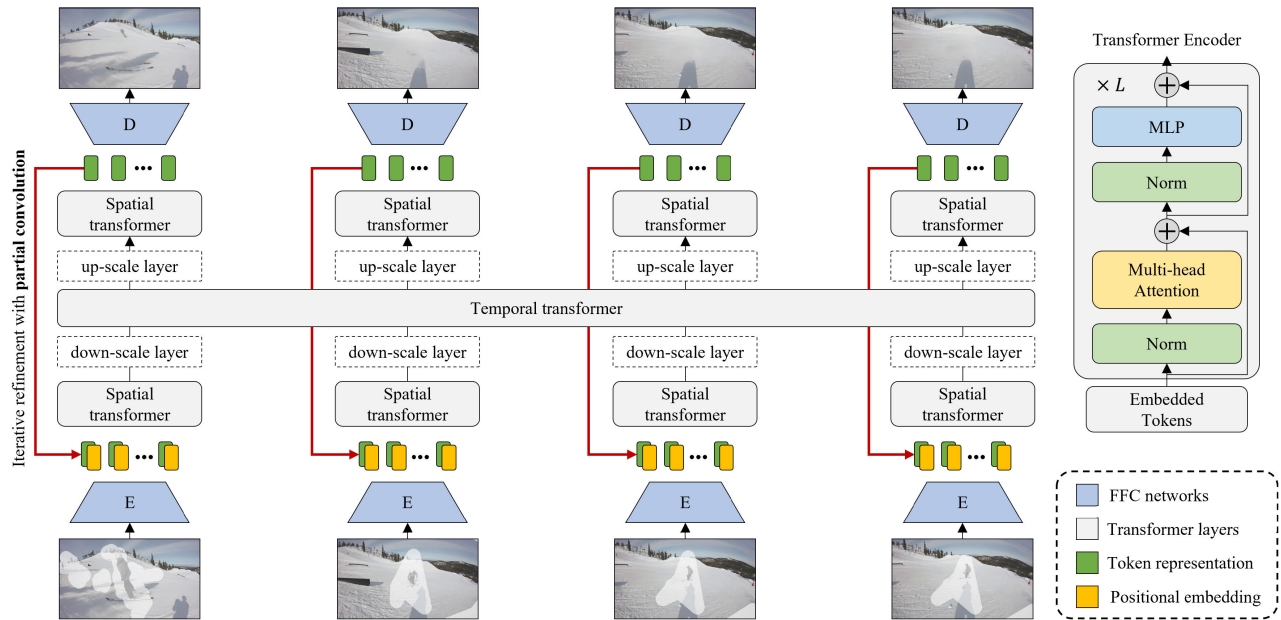 D D D D
••• ••• ••• •••
Spatial
transformer
Spatial
transformer
Spatial
transformer
Spatial
transformer
up-scale layer up-scale layer up-scale layer up-scale layer
Temporal transformer
down-scale layer down-scale layer down-scale layer down-scale layer
Spatial
transformer
Spatial
transformer
Spatial
transformer
Spatial
transformer
••• ••• ••• •••
E E E E
Iterative refinement with partial convolution
Transformer Encoder
× L
+
MLP
Norm
+
Multi-head
Attention
Norm
Embedded
Tokens
FFC networks
Transformer layers
Token representation
Positional embedding